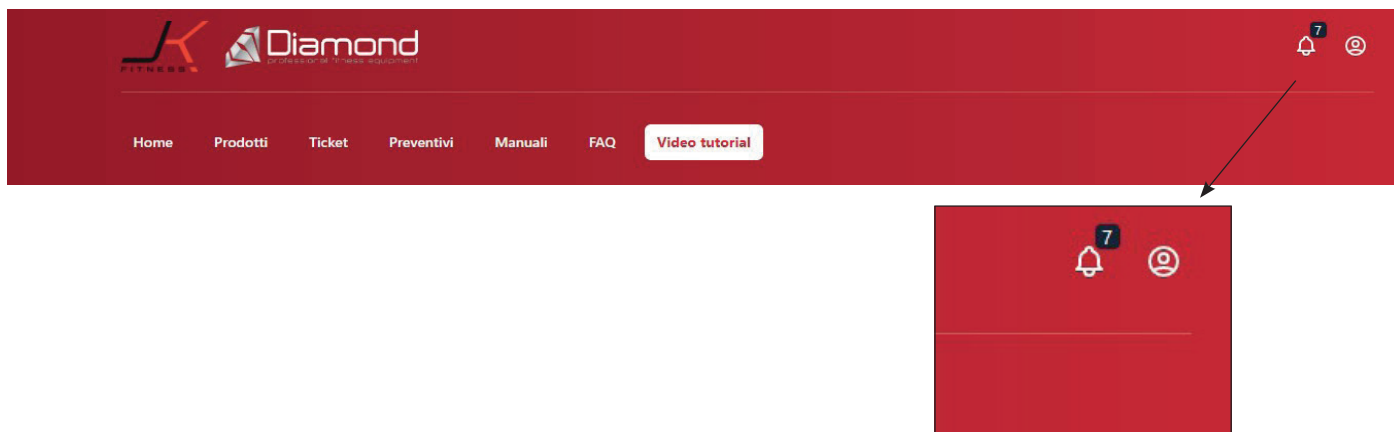 JK
FITNESS
Diamond
professional fitness equipment
7
Home Prodotti Ticket Preventivi Manuali FAQ Video tutorial
7